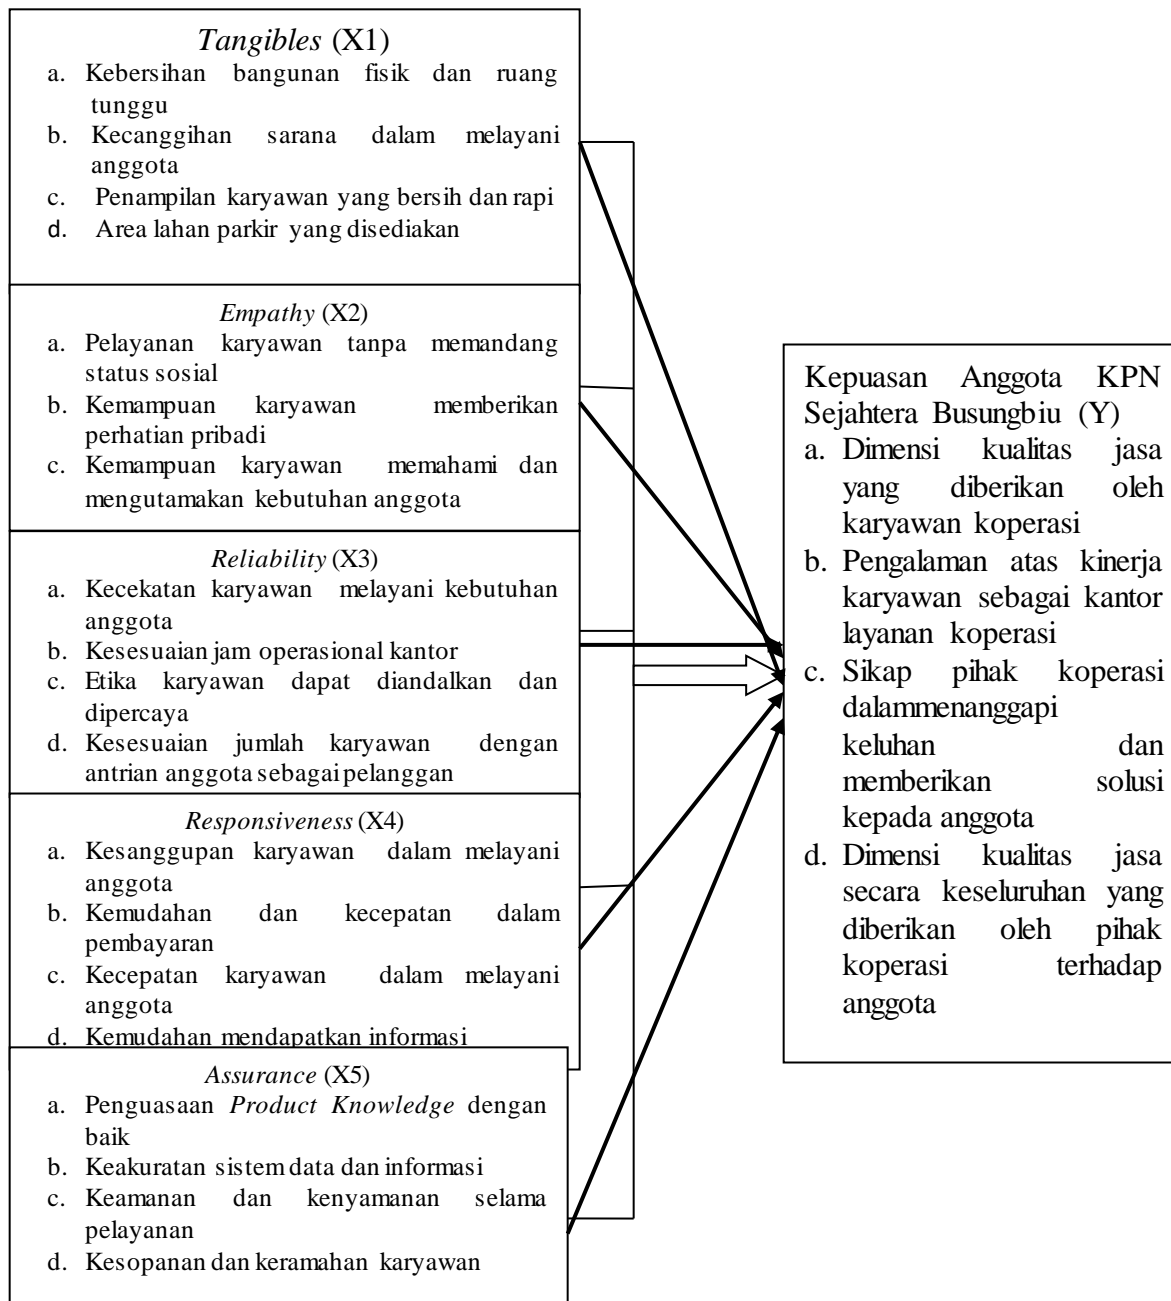 Tangibles (X1)
a. Kebersihan bangunan fisik dan ruang
tunggu
b. Kecanggihan sarana dalam melayani
anggota
c. Penampilan karyawan yang bersih dan rapi
d. Area lahan parkir yang disediakan
Empathy (X2)
a. Pelayanan karyawan tanpa memandang
status sosial
b. Kemampuan karyawan memberikan
perhatian pribadi
c. Kemampuan karyawan memahami dan
mengutamakan kebutuhan anggota
Reliability (X3)
a. Kecekatan karyawan melayani kebutuhan
anggota
b. Kesesuaian jam operasional kantor
c. Etika karyawan dapat diandalkan dan
dipercaya
d. Kesesuaian jumlah karyawan dengan
antrian anggota sebagai pelanggan
Responsiveness (X4)
a. Kesanggupan karyawan dalam melayani
anggota
b. Kemudahan dan kecepatan dalam
pembayaran
c. Kecepatan karyawan dalam melayani
anggota
d. Kemudahan mendapatkan informasi
Assurance (X5)
a. Penguasaan Product Knowledge dengan
baik
b. Keakuratan sistem data dan informasi
c. Keamanan dan kenyamanan selama
pelayanan
d. Kesopanan dan keramahan karyawan
Kepuasan Anggota KPN
Sejahtera Busungbiu (Y)
a. Dimensi kualitas jasa
yang diberikan oleh
karyawan koperasi
b. Pengalaman atas kinerja
karyawan sebagai kantor
layanan koperasi
c. Sikap pihak koperasi
dalammenanggapi
keluhan dan
memberikan solusi
kepada anggota
d. Dimensi kualitas jasa
secara keseluruhan yang
diberikan oleh pihak
koperasi terhadap
anggota